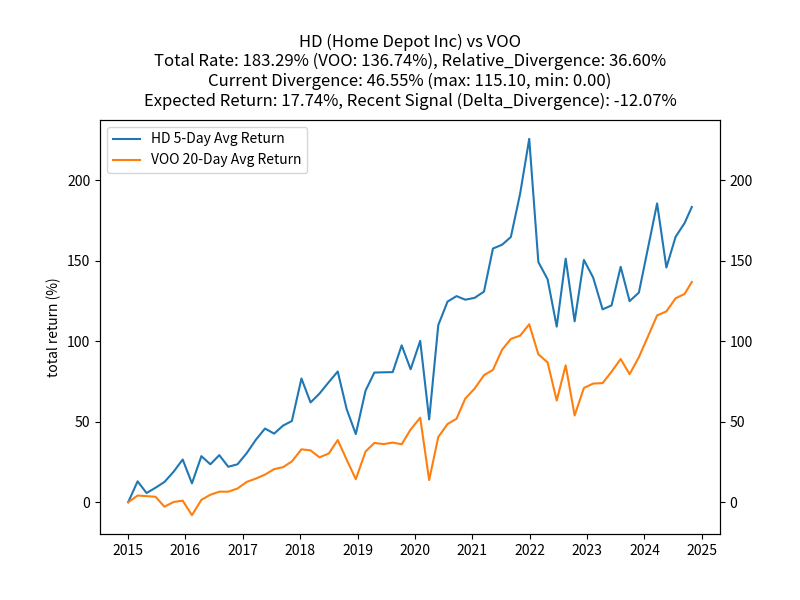 HD (Home Depot Inc) vs VOO
Total Rate: 183.29% (VOO: 136.74%), Relative_Divergence: 36.60%
Current Divergence: 46.55% (max: 115.10, min: 0.00)
Expected Return: 17.74%, Recent Signal (Delta_Divergence): -12.07%
HD 5-Day Avg Return
VOO 20-Day Avg Return
total return (%)
200 200
150 150
100 100
50 50
0 0
2015 2016 2017 2018 2019 2020 2021 2022 2023 2024 2025